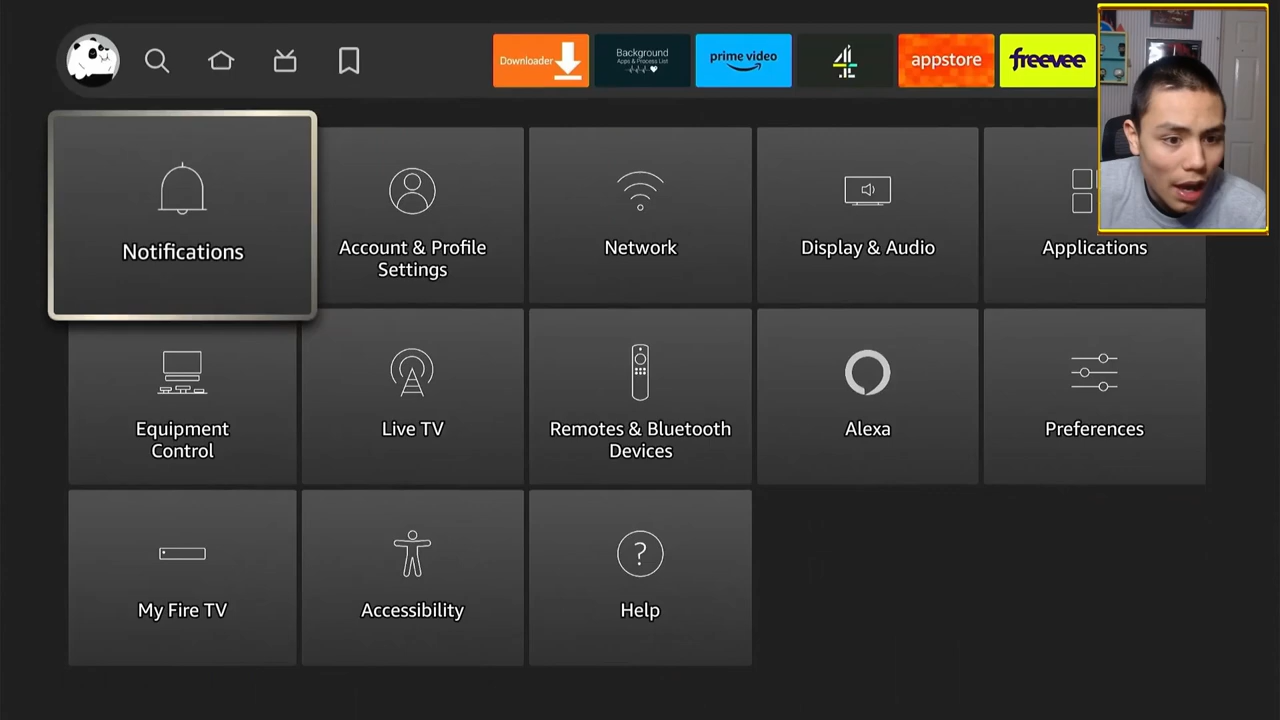 Downloader
Background
Apps & Process List
prime video
4
appstore
freevee
Notifications
Account & Profile
Settings
Network
Display & Audio
Applications
Equipment
Control
Live TV
Remotes & Bluetooth
Devices
Alexa
Preferences
My Fire TV
Accessibility
?
Help